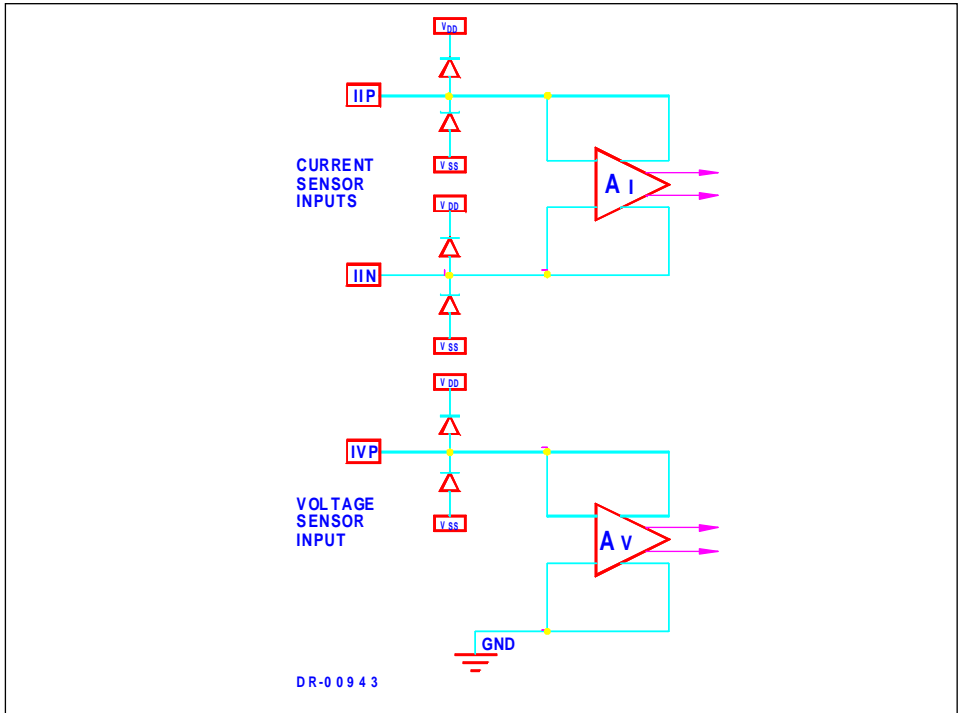 VDD
IIP
CURRENT
SENSOR
INPUTS
VSS
A I
VDD
IIN
VSS
VDD
IVP
VOLTAGE
SENSOR
INPUT
VSS
A V
GND
DR-00943